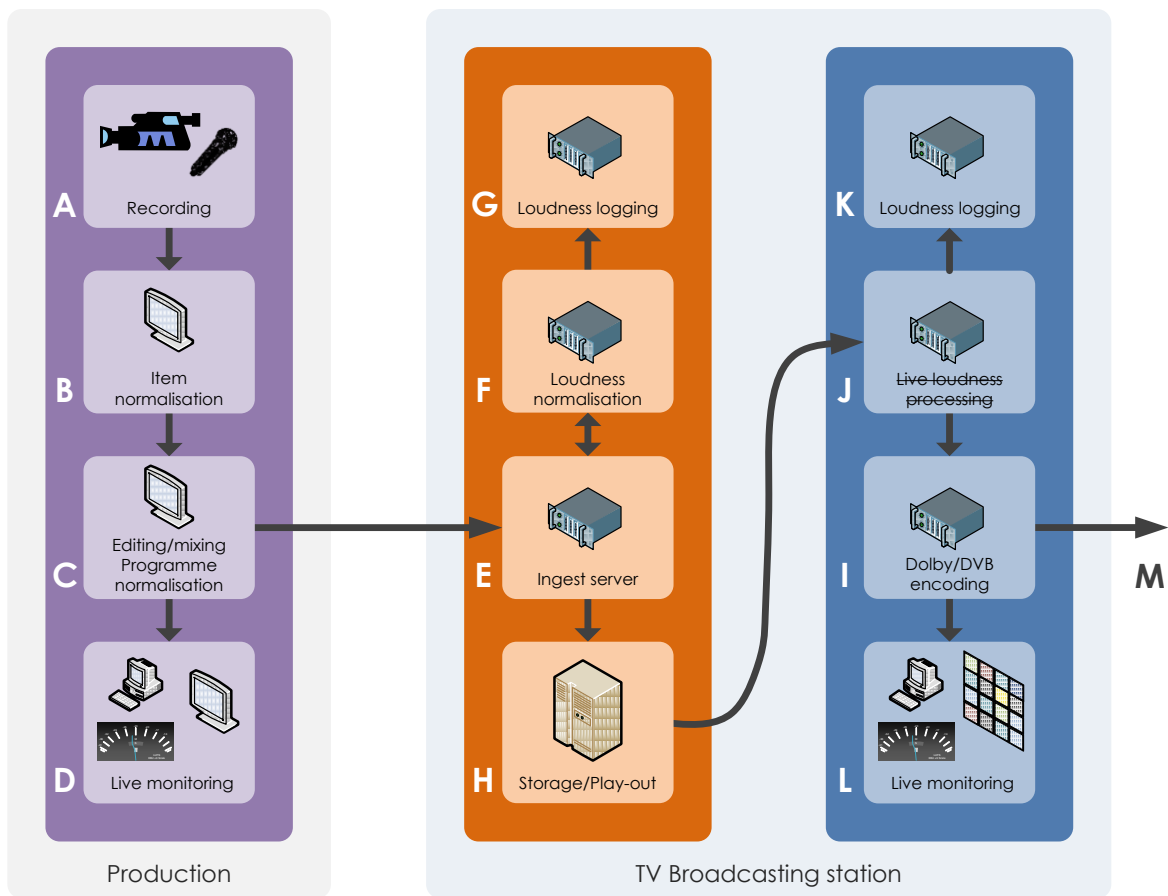 A
Recording
B
Item
normalisation
C
Editing/mixing
Programme
normalisation
D
Live monitoring
Production
G
Loudness logging
F
Loudness
normalisation
E
Ingest server
H
Storage/Play-out
K
Loudness logging
J
Live loudness
processing
I
Dolby/DVB
encoding
L
Live monitoring
M
TV Broadcasting station